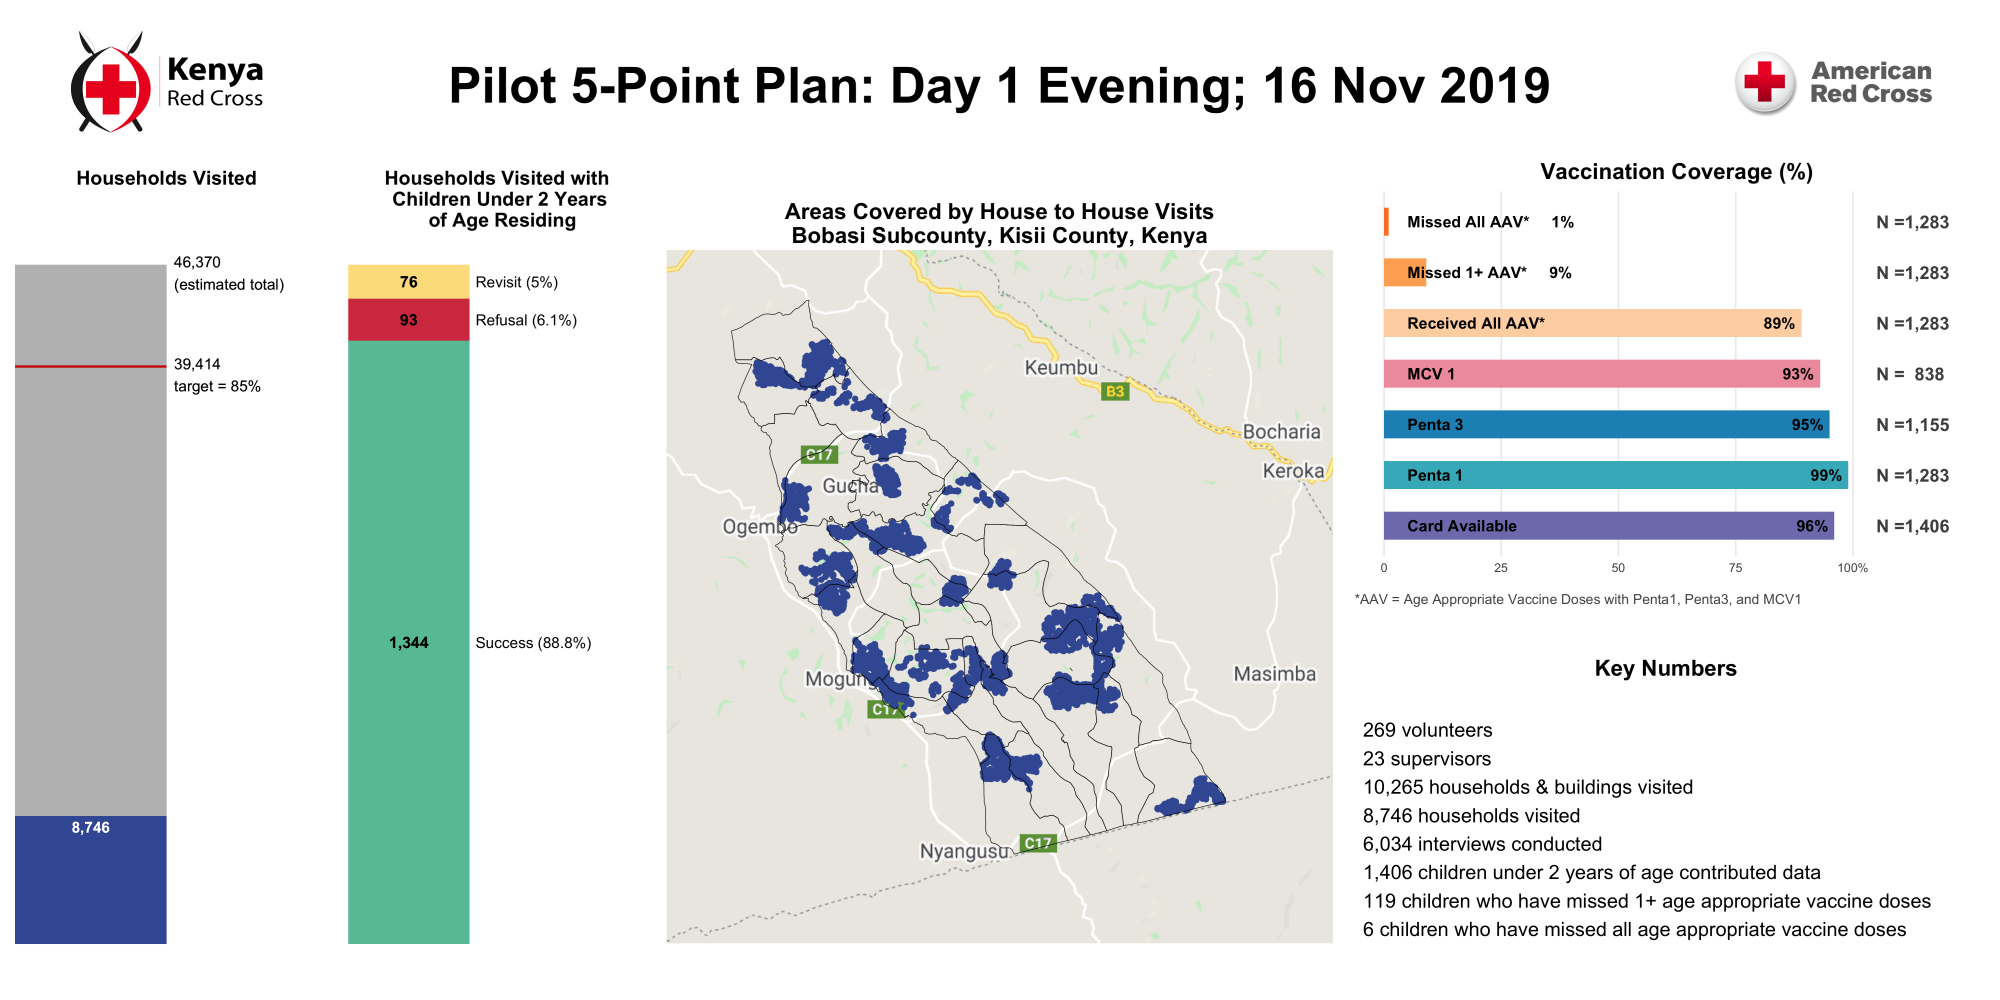 Kenya
Red Cross
Pilot 5-Point Plan: Day 1 Evening; 16 Nov 2019
American
Red Cross
Households Visited
46,370
(estimated total)
39,414
target = 85%
8,746
Households Visited with
Children Under 2 Years
of Age Residing
76
Revisit (5%)
93
Refusal (6.1%)
1,344
Success (88.8%)
Areas Covered by House to House Visits
Bobasi Subcounty, Kisii County, Kenya
Keumbu
B3
Bocharia
C17
Keroka
Gucha
Ogembo
Mogung
Masimba
C17
C17
Nyangusu
Vaccination Coverage (%)
Missed All AAV* 1% N =1,283
Missed 1+ AAV* 9% N =1,283
Received All AAV* 89% N =1,283
MCV 1 93% N = 838
Penta 3 95% N =1,155
Penta 1 99% N =1,283
Card Available 96% N =1,406
0 25 50 75 100%
*AAV = Age Appropriate Vaccine Doses with Penta1, Penta3, and MCV1
Key Numbers
269 volunteers
23 supervisors
10,265 households & buildings visited
8,746 households visited
6,034 interviews conducted
1,406 children under 2 years of age contributed data
119 children who have missed 1+ age appropriate vaccine doses
6 children who have missed all age appropriate vaccine doses